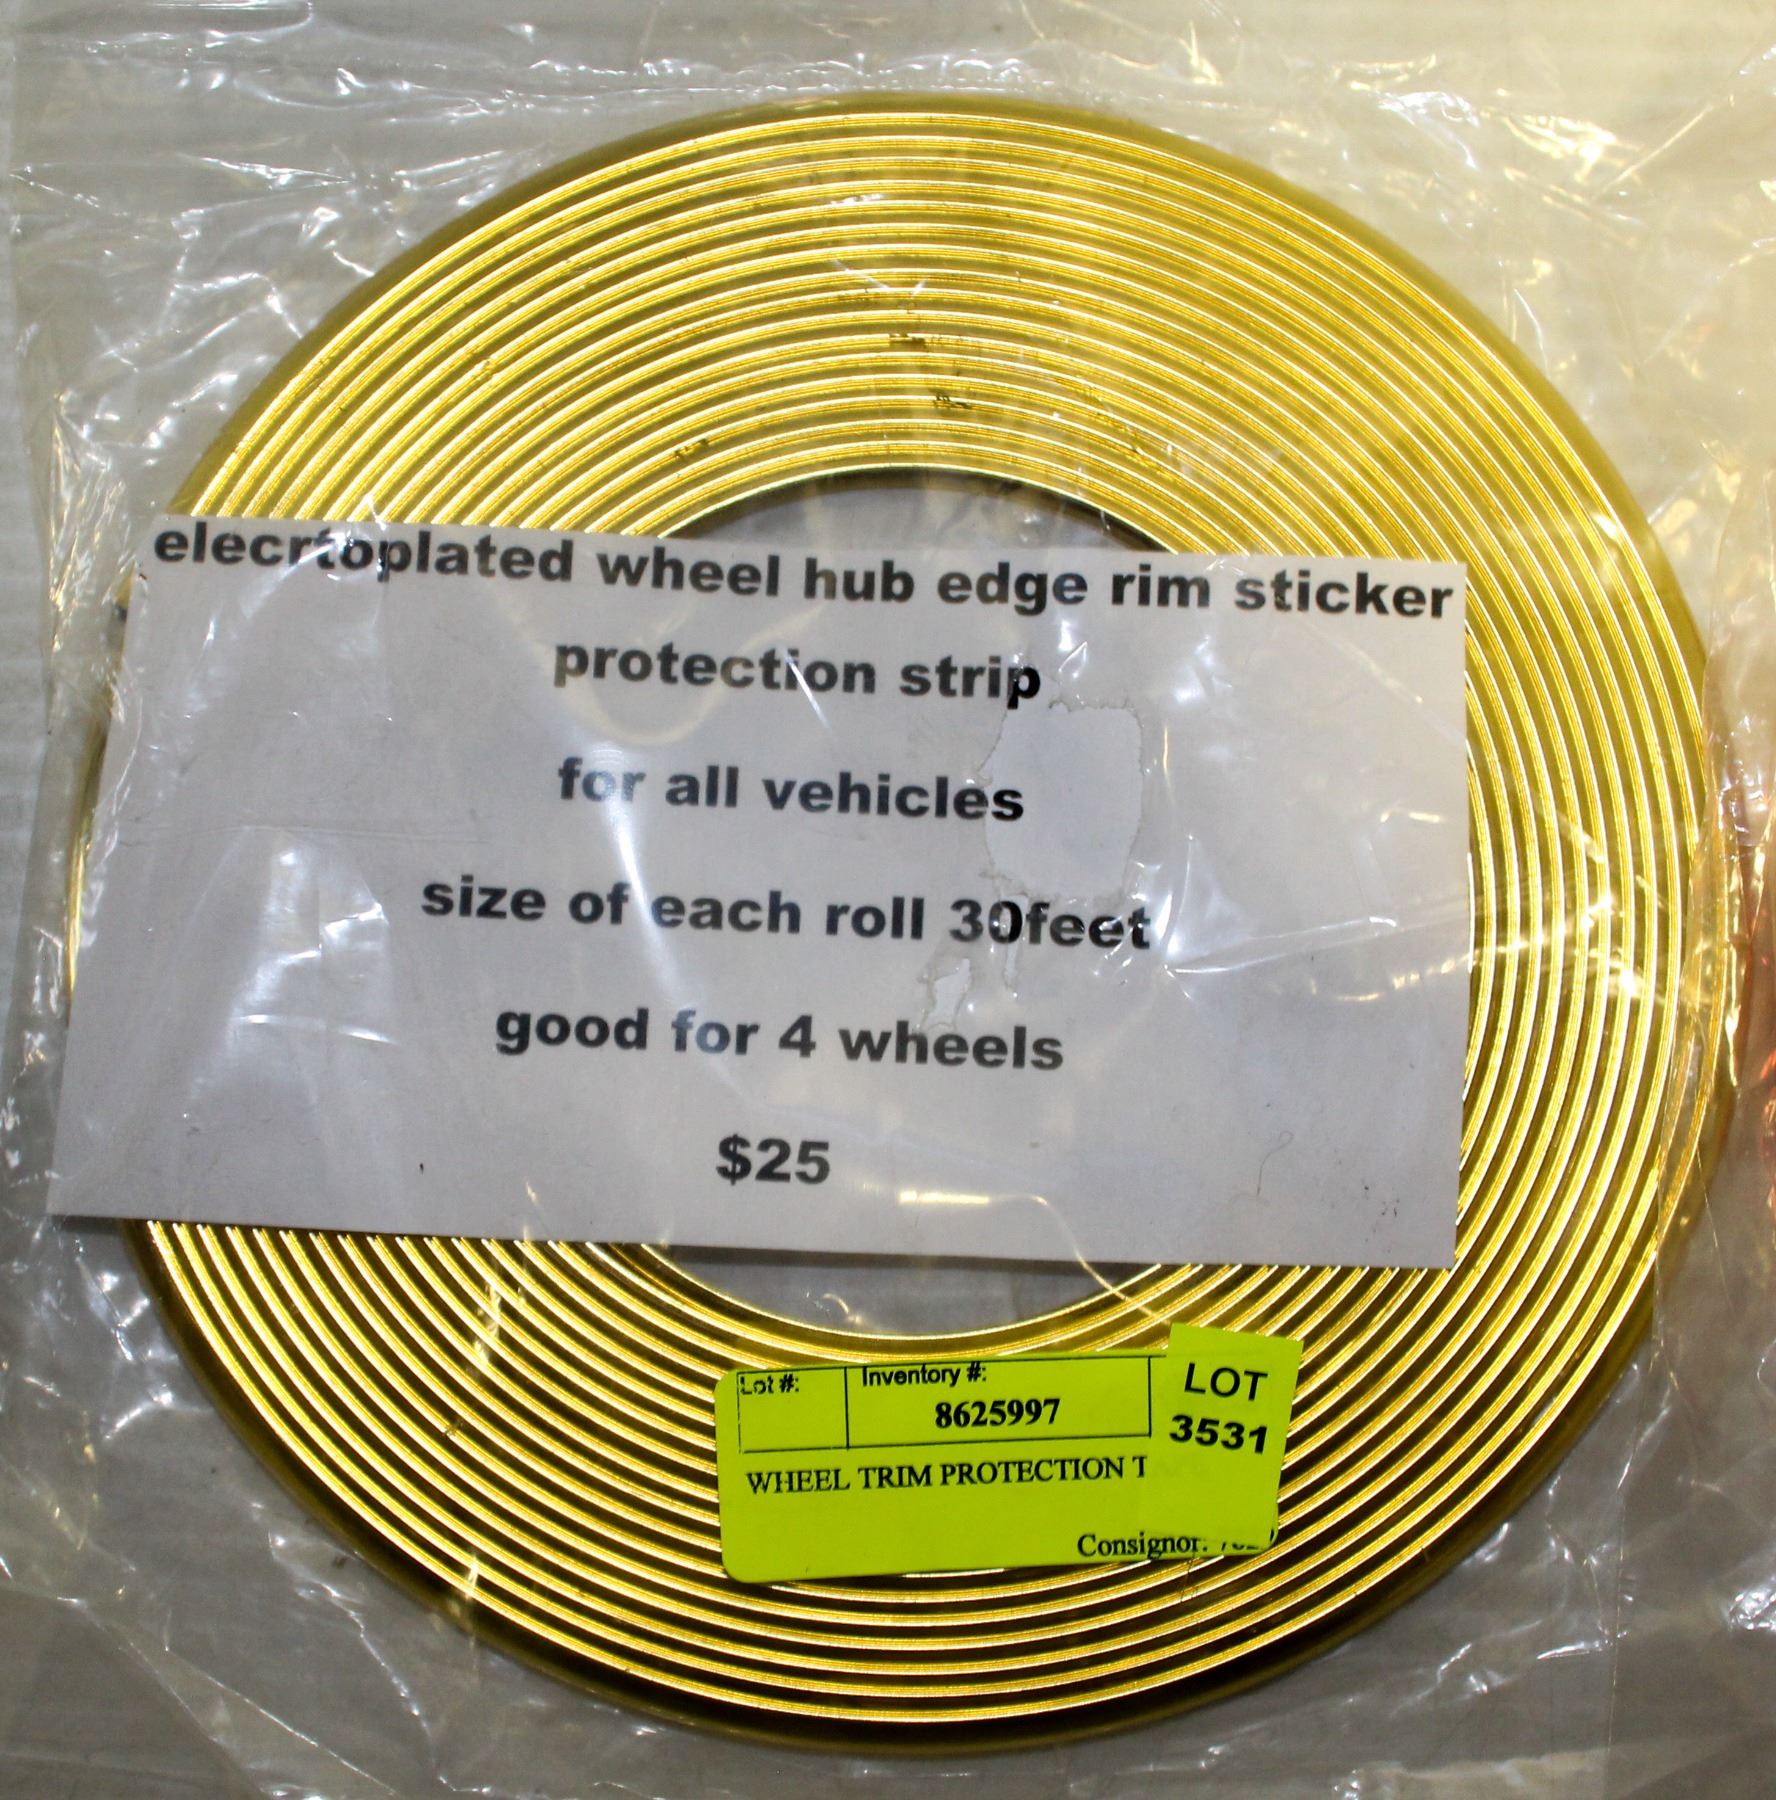 elecrtoplated wheel hub edge rim sticker
protection strip
for all vehicles
size of each roll 30feet
good for 4 wheels
$25
Lot #:
Inventory #:
8625997
LOT
3531
WHEEL TRIM PROTECTION T
Consignor: